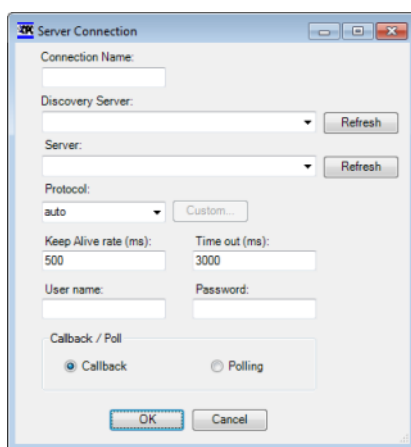 Server Connection
Connection Name:
Discovery Server:
Refresh
Server:
Refresh
Protocol:
auto
Custom...
Keep Alive rate (ms): Time out (ms):
500 3000
User name: Password:
Callback / Poll
Callback Polling
OK Cancel